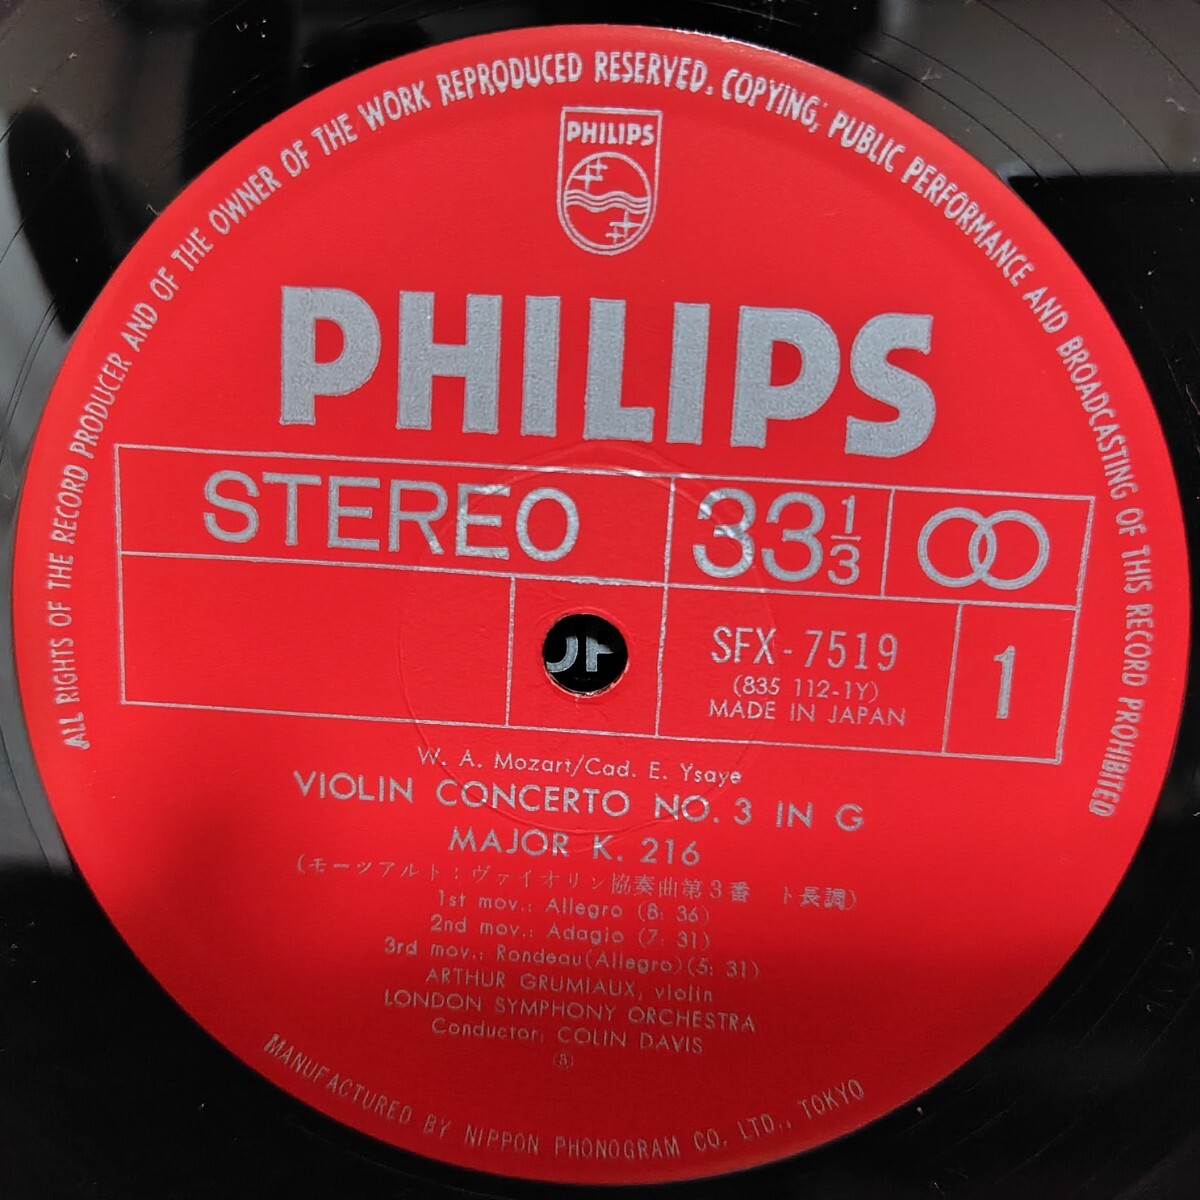 ALL RIGHTS OF THE RECORD PRODUCER AND OF THE OWNER OF THE WORK REPRODUCED RESERVED. COPYING, PUBLIC PERFORMANCE AND BROADCASTING OF THIS RECORD PROHIBITED
PHILIPS
PHILIPS
STEREO 33 1/3
SFX-7519 1
(835 112-1Y)
MADE IN JAPAN
W. A. Mozart/Cad. E. Ysaye
VIOLIN CONCERTO NO. 3 IN G
MAJOR K. 216
(モーツアルト：ヴァイオリン協奏曲第3番 ト長調)
1st mov.: Allegro (8: 36)
2nd mov.: Adagio (7: 31)
3rd mov.: Rondeau(Allegro)(5: 31)
ARTHUR GRUMIAUX, violin
LONDON SYMPHONY ORCHESTRA
Conductor: COLIN DAVIS
MANUFACTURED BY NIPPON PHONOGRAM CO. LTD., TOKYO